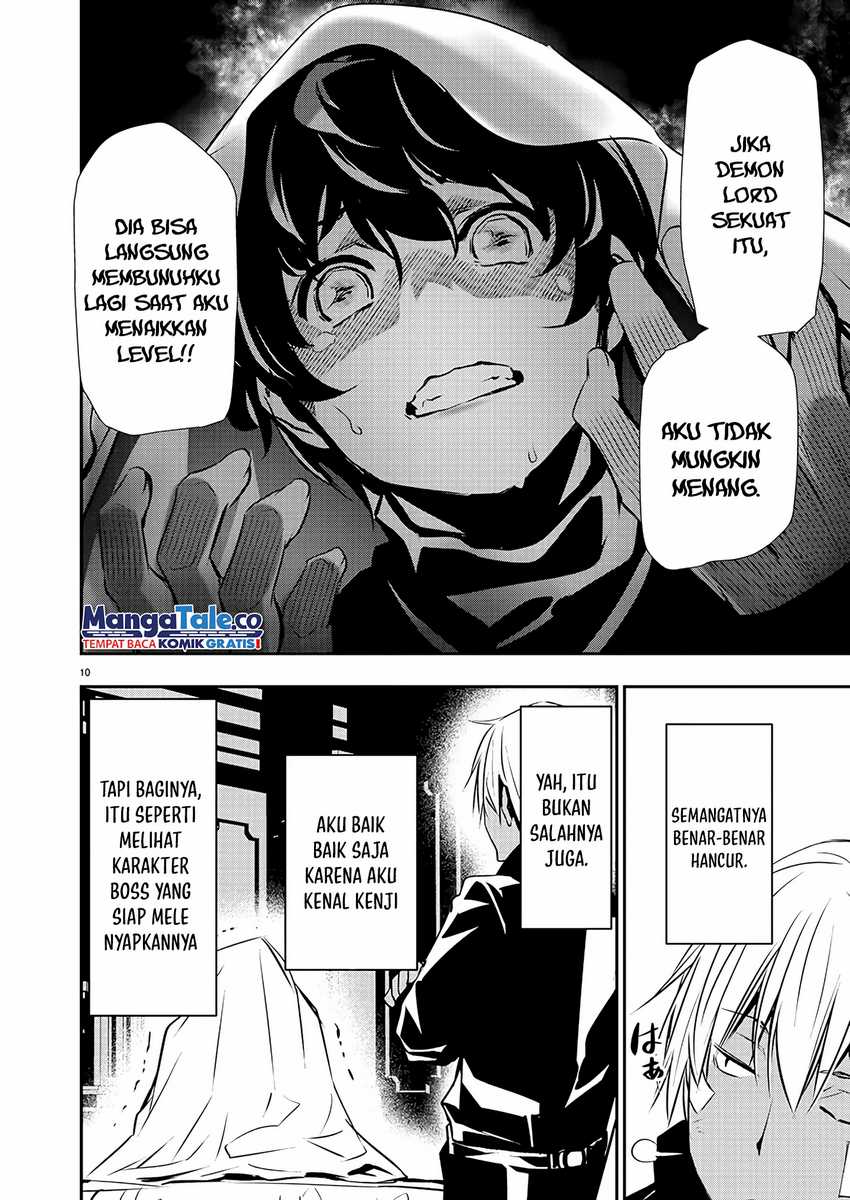 JIKA
DEMON
LORD
SEKUAT
ITU,
AKU TIDAK
MUNGKIN
MENANG.
DIA BISA
LANGSUNG
MEMBUNUHKU
LAGI SAAT AKU
MENAIKKAN
LEVEL!!
MangaTale.co
TEMPAT BACA KOMIK GRATIS!
10
SEMANGATNYA
BENAR-BENAR
HANCUR.
はぁ
YAH, ITU
BUKAN
SALAHNYA
JUGA.
AKU BAIK
BAIK SAJA
KARENA AKU
KENAL KENJI
TAPI BAGINYA,
ITU SEPERTI
MELIHAT
KARAKTER
BOSS YANG
SIAP MELE
NYAPKANNYA